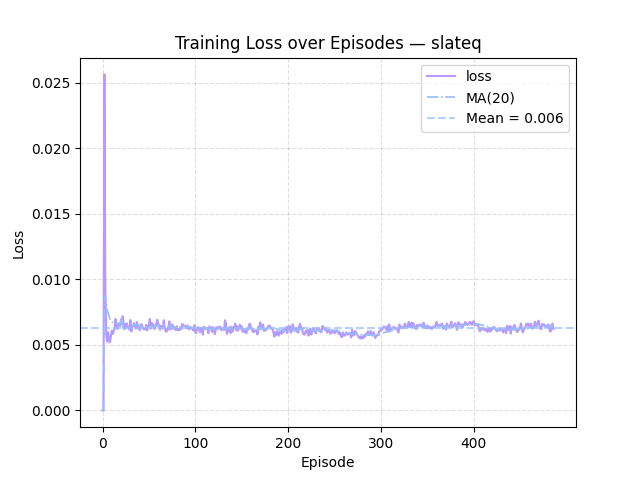 Training Loss over Episodes — slateq
loss
MA(20)
Mean = 0.006
0.025
0.020
0.015
0.010
0.005
0.000
Loss
0 100 200 300 400
Episode